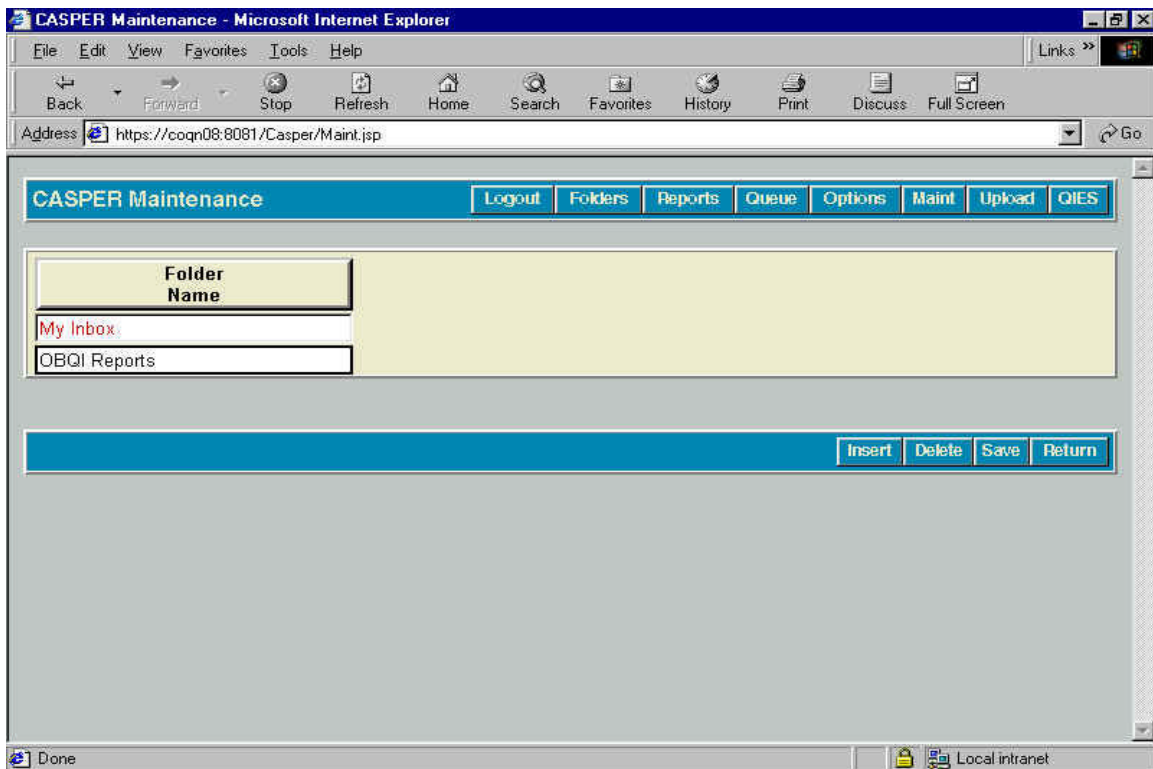 CASPER Maintenance - Microsoft Internet Explorer
File Edit View Favorites Tools Help Links »
Back Forward Stop Refresh Home Search Favorites History Print Discuss Full Screen
Address https://coqn08:8081/Casper/Maint.jsp Go
CASPER Maintenance Logout Folders Reports Queue Options Maint Upload QIES
Folder
Name
My Inbox
OBQI Reports
Insert Delete Save Return
Done Local intranet